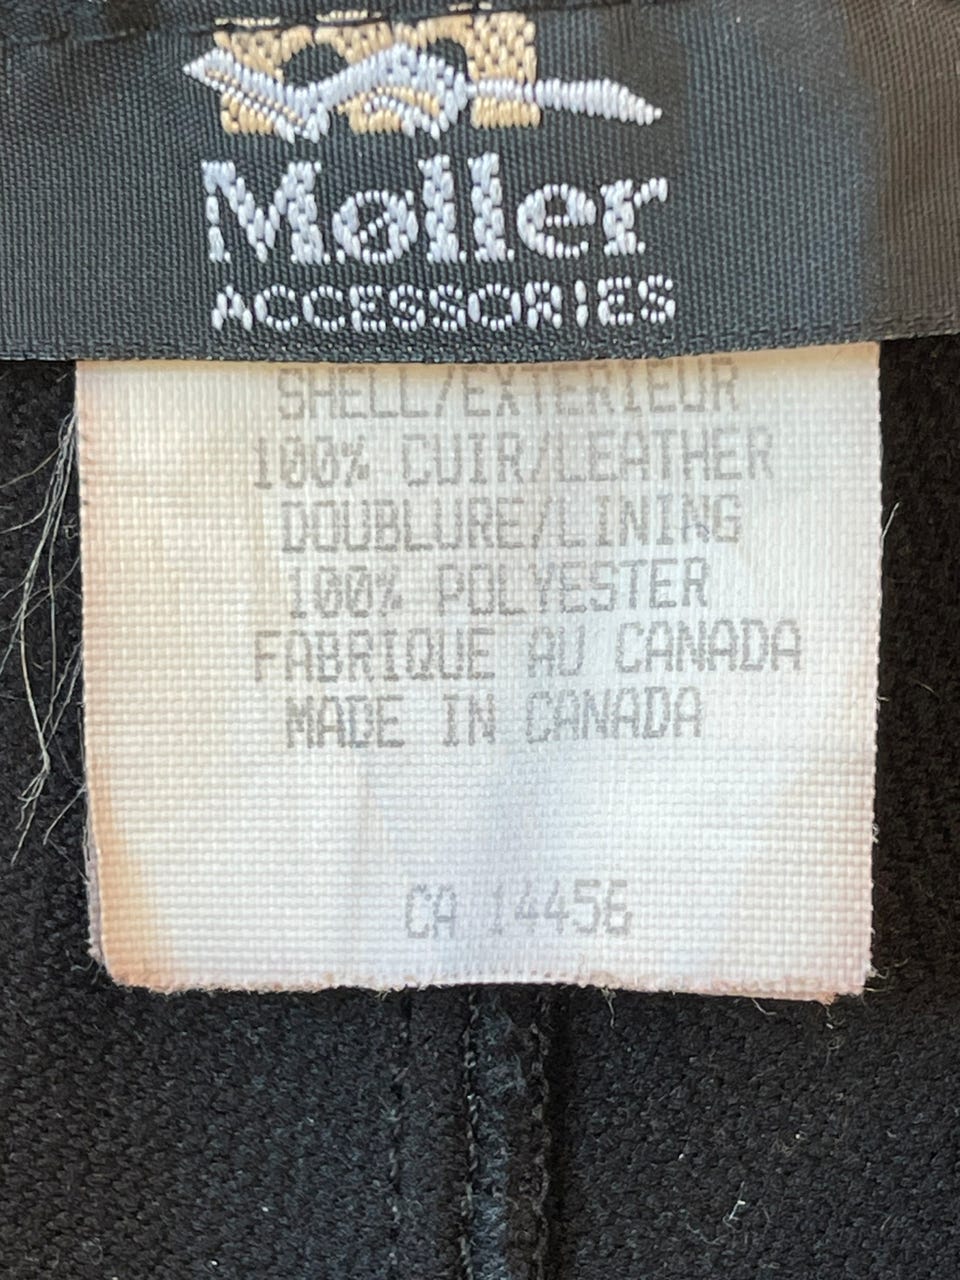 Møller
ACCESSORIES
SHELL/EXTERIEUR
100% CUIR/LEATHER
DOUBLURE/LINING
100% POLYESTER
FABRIQUE AU CANADA
MADE IN CANADA
CA 14456